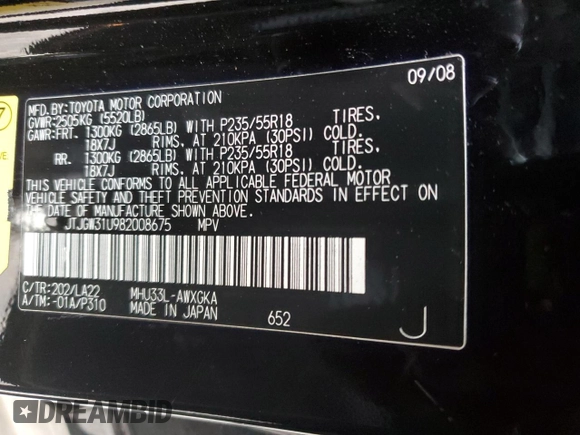 09/08
MFD. BY: TOYOTA MOTOR CORPORATION
GVWR: 2505KG (5520LB)
GAWR: FRT. 1300KG (2865LB) WITH P235/55R18 TIRES,
18X7J RIMS, AT 210KPA (30PSI) COLD.
RR. 1300KG (2865LB) WITH P235/55R18 TIRES,
18X7J RIMS, AT 210KPA (30PSI) COLD.
THIS VEHICLE CONFORMS TO ALL APPLICABLE FEDERAL MOTOR
VEHICLE SAFETY AND THEFT PREVENTION STANDARDS IN EFFECT ON
THE DATE OF MANUFACTURE SHOWN ABOVE.
JTJGW31U982008675 MPV
C/TR: 202/LA22 MHU33L-AWXGKA
A/TM: -01A/P310 MADE IN JAPAN
652
J
DREAMBID